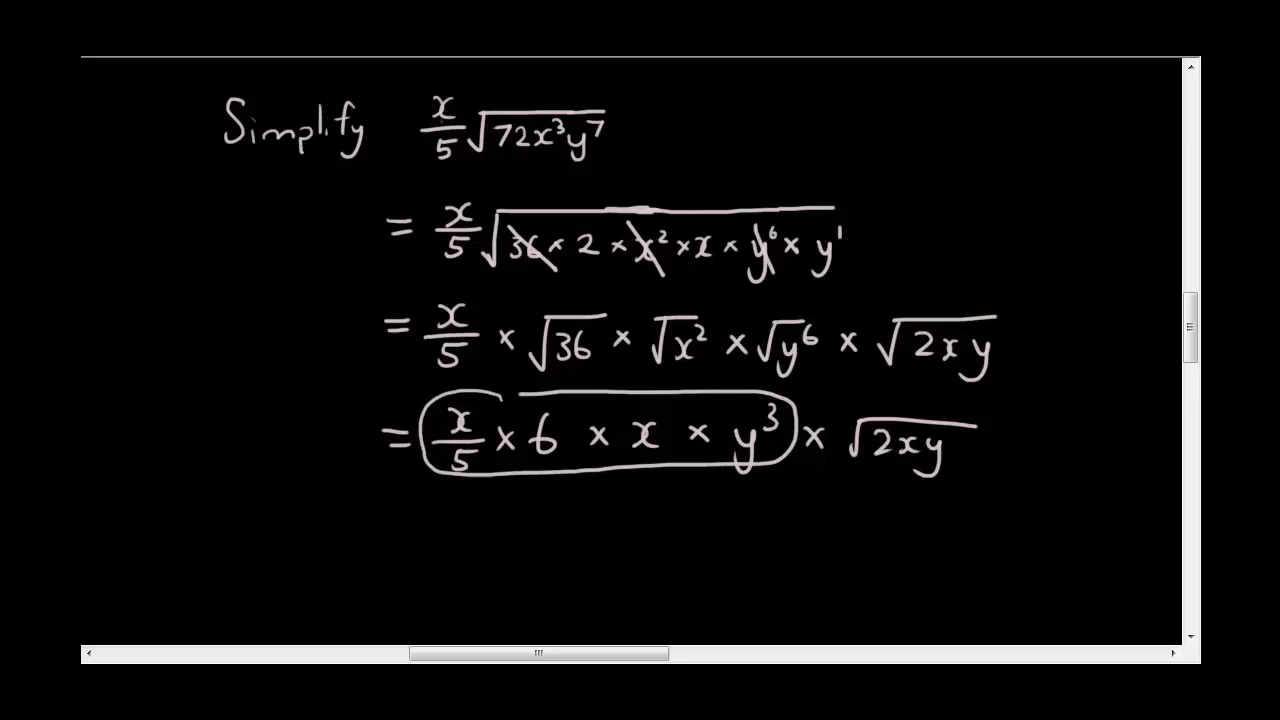 Simplify x/5 √(72x³y⁷)
= x/5 √(36 × 2 × x² × x × y⁶ × y¹)
= x/5 × √36 × √x² × √y⁶ × √(2xy)
= x/5 × 6 × x × y³ × √(2xy)